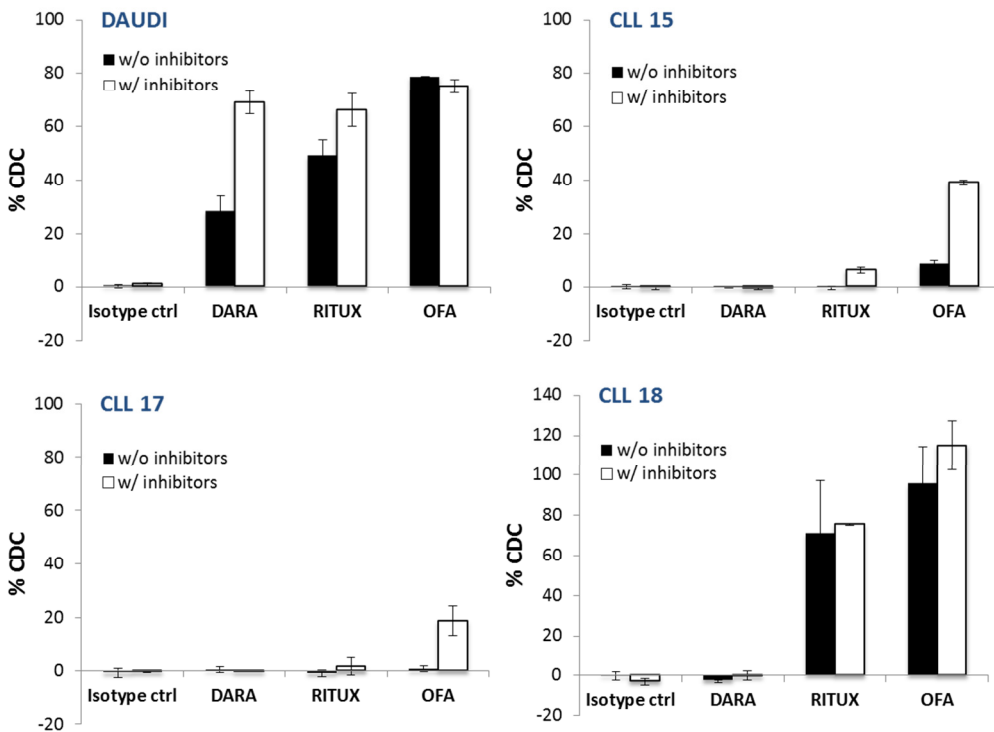 DAUDI
w/o inhibitors
w/ inhibitors
% CDC
100
80
60
40
20
0
-20
Isotype ctrl DARA RITUX OFA
CLL 15
w/o inhibitors
w/ inhibitors
% CDC
100
80
60
40
20
0
-20
Isotype ctrl DARA RITUX OFA
CLL 17
w/o inhibitors
w/ inhibitors
% CDC
100
80
60
40
20
0
-20
Isotype ctrl DARA RITUX OFA
CLL 18
w/o inhibitors
w/ inhibitors
% CDC
140
120
100
80
60
40
20
0
-20
Isotype ctrl DARA RITUX OFA